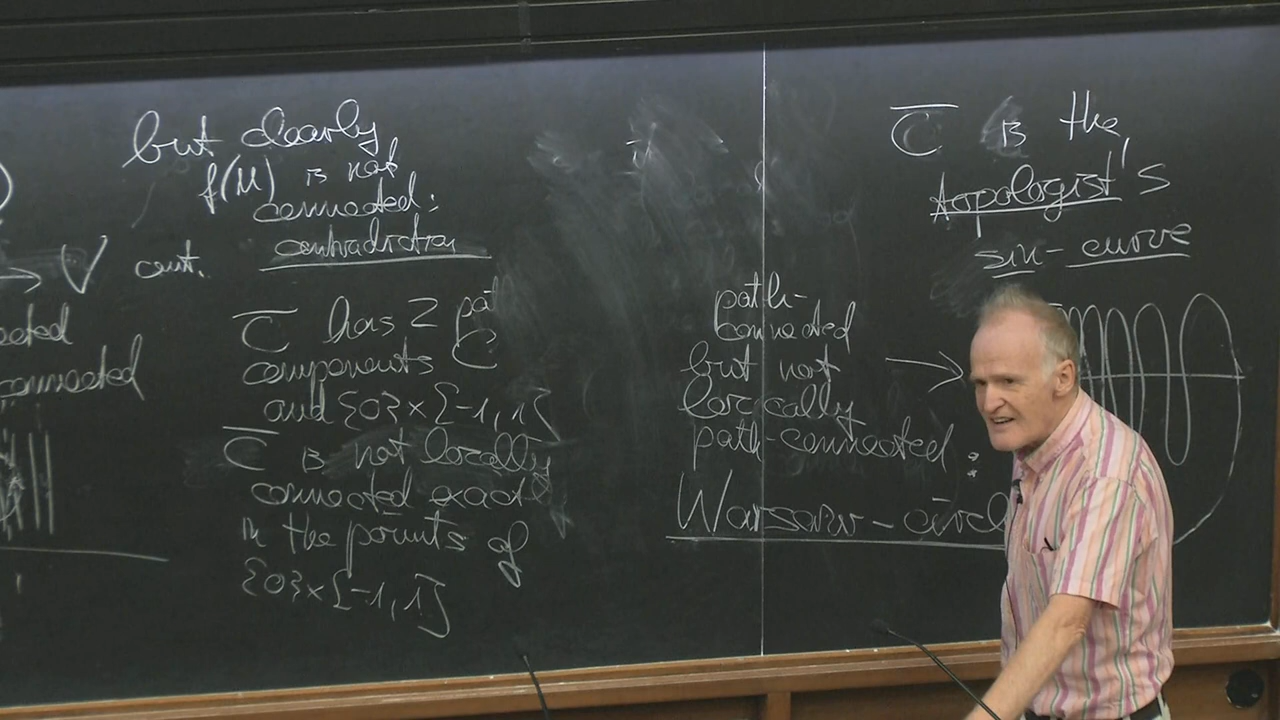 but clearly
f(U) is not
connected:
contradiction
→ V cont.
connected
C̅ has 2 path
components C
and {0}×[-1,1]
C̅ is not locally
connected exactly
in the points of
{0}×[-1,1]
C̅ is the
topologist's
sin-curve
path-
connected
but not →
locally
path-connected:
Warsaw-circle